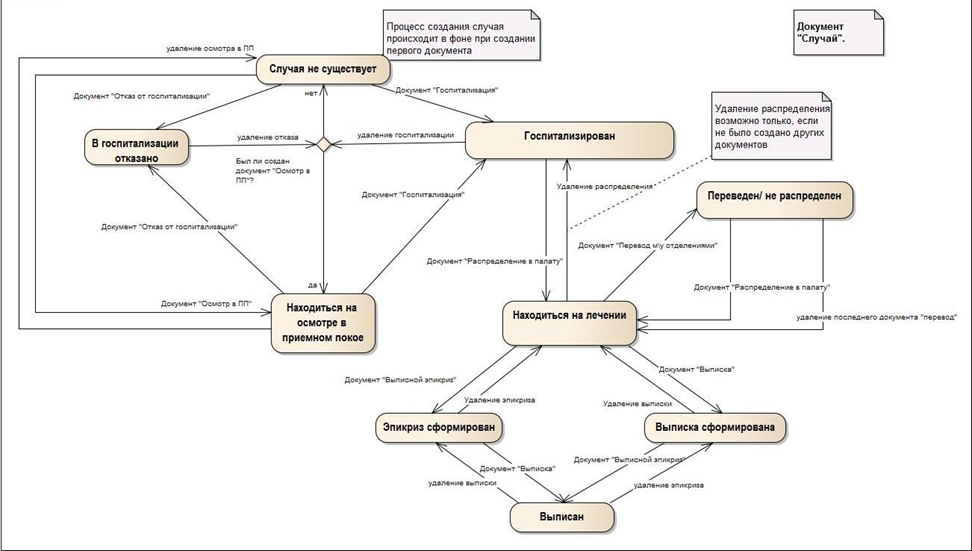 Процесс создания случая
происходит в фоне при создании
первого документа
Документ
"Случай".
удаление осмотра в ПП
Случая не существует
Документ "Отказ от госпитализации"
нет
Документ "Госпитализация"
Удаление распределения
возможно только, если
не было создано других
документов
В госпитализации
отказано
удаление отказа
удаление госпитализации
Госпитализирован
Был ли создан
документ "Осмотр в
ПП"?
Документ "Госпитализация"
Удаление распределения
Переведен/ не распределен
Документ "Отказ от госпитализации"
Документ "Перевод м\у отделениями"
Документ "Распределение в палату"
да
Документ "Распределение в палату"
Документ "Осмотр в ПП"
Находиться на
осмотре в
приемном покое
Находиться на лечении
удаление последнего документа "перевод"
Документ "Выписной эпикриз"
Документ "Выписка"
Удаление эпикриза
Удаление выписки
Эпикриз сформирован
Выписка сформирована
Документ "Выписка"
Документ "Выписной эпикриз"
удаление выписки
удаление эпикриза
Выписан